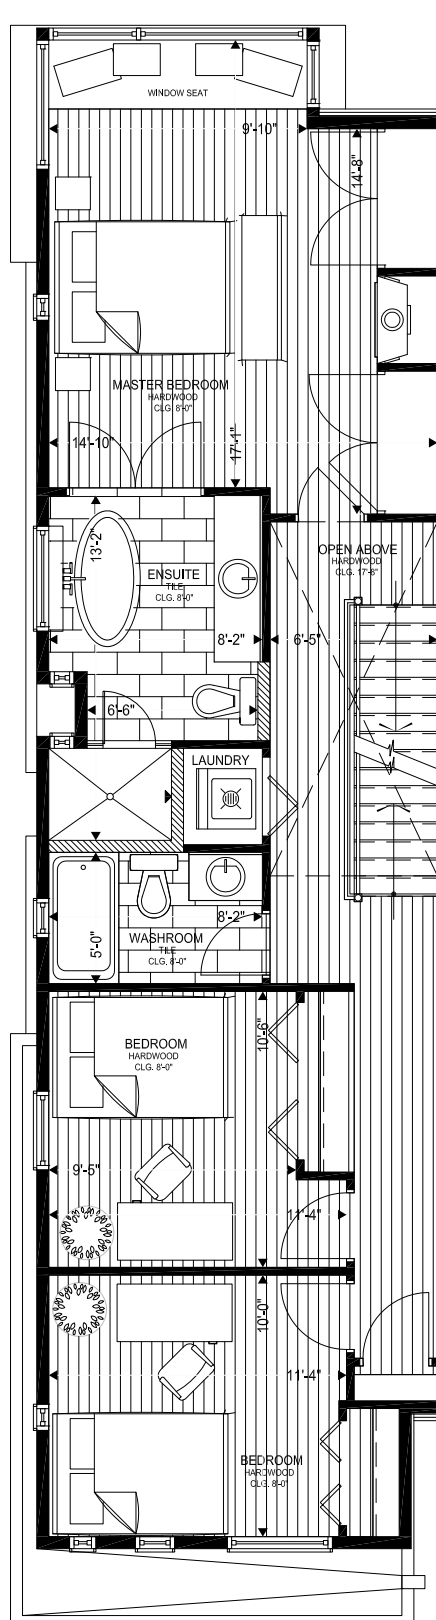 WINDOW SEAT
9'-10"
14'-8"
MASTER BEDROOM
HARDWOOD
CLG. 8'-0"
14'-10"
17'-1"
13'-2"
ENSUITE
TILE
CLG. 8'-0"
OPEN ABOVE
HARDWOOD
CLG. 17'-8"
8'-2"
6'-5"
6'-6"
LAUNDRY
8'-2"
5'-0"
WASHROOM
TILE
CLG. 8'-0"
10'-6"
BEDROOM
HARDWOOD
CLG. 8'-0"
9'-5"
11'-4"
10'-0"
11'-4"
BEDROOM
HARDWOOD
CLG. 8'-0"